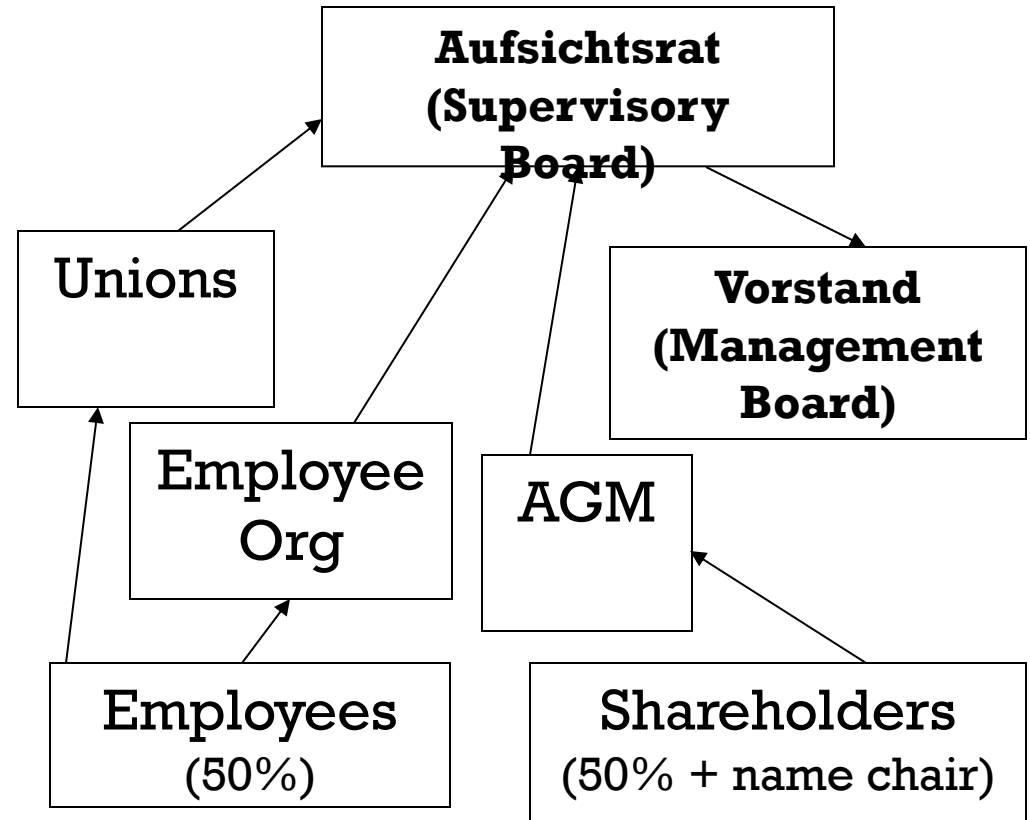 Aufsichtsrat
(Supervisory
Board)
Unions
Vorstand
(Management
Board)
Employee
Org
AGM
Employees
(50%)
Shareholders
(50% + name chair)